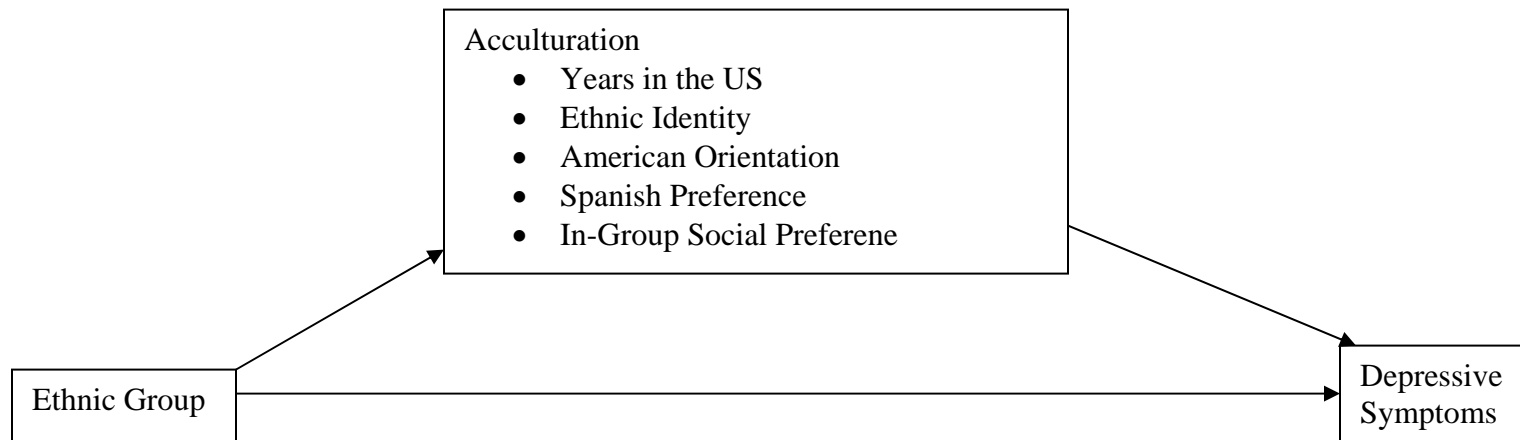 Acculturation
• Years in the US
• Ethnic Identity
• American Orientation
• Spanish Preference
• In-Group Social Preferene
Ethnic Group
Depressive
Symptoms